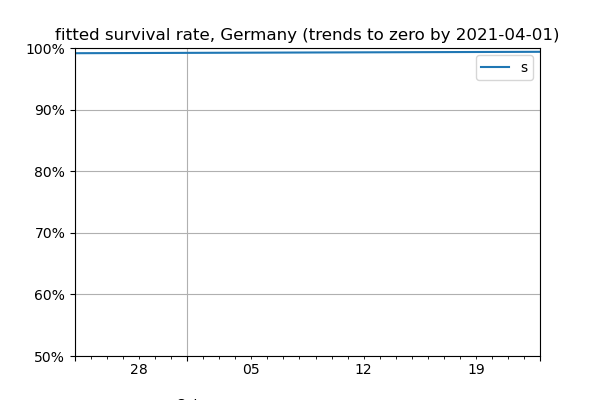 fitted survival rate, Germany (trends to zero by 2021-04-01)
100%
s
90%
80%
70%
60%
50%
28 05 12 19